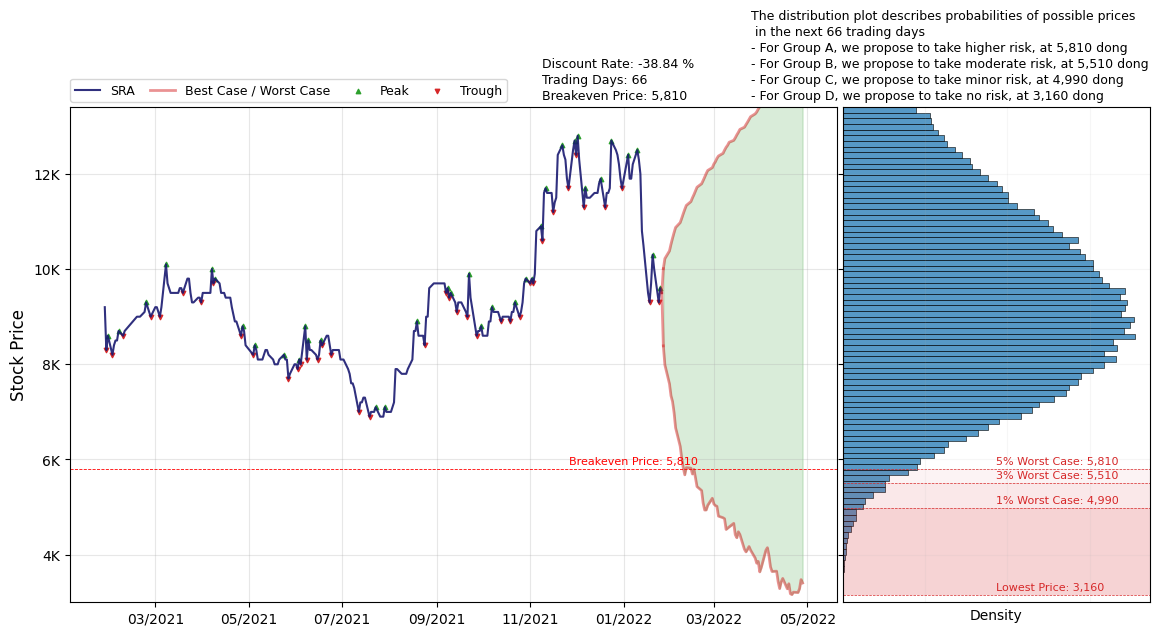 The distribution plot describes probabilities of possible prices
in the next 66 trading days
- For Group A, we propose to take higher risk, at 5,810 dong
- For Group B, we propose to take moderate risk, at 5,510 dong
- For Group C, we propose to take minor risk, at 4,990 dong
- For Group D, we propose to take no risk, at 3,160 dong
Discount Rate: -38.84 %
Trading Days: 66
Breakeven Price: 5,810
SRA
Best Case / Worst Case
Peak
Trough
Stock Price
12K
10K
8K
6K
4K
Breakeven Price: 5,810
03/2021
05/2021
07/2021
09/2021
11/2021
01/2022
03/2022
05/2022
5% Worst Case: 5,810
3% Worst Case: 5,510
1% Worst Case: 4,990
Lowest Price: 3,160
Density